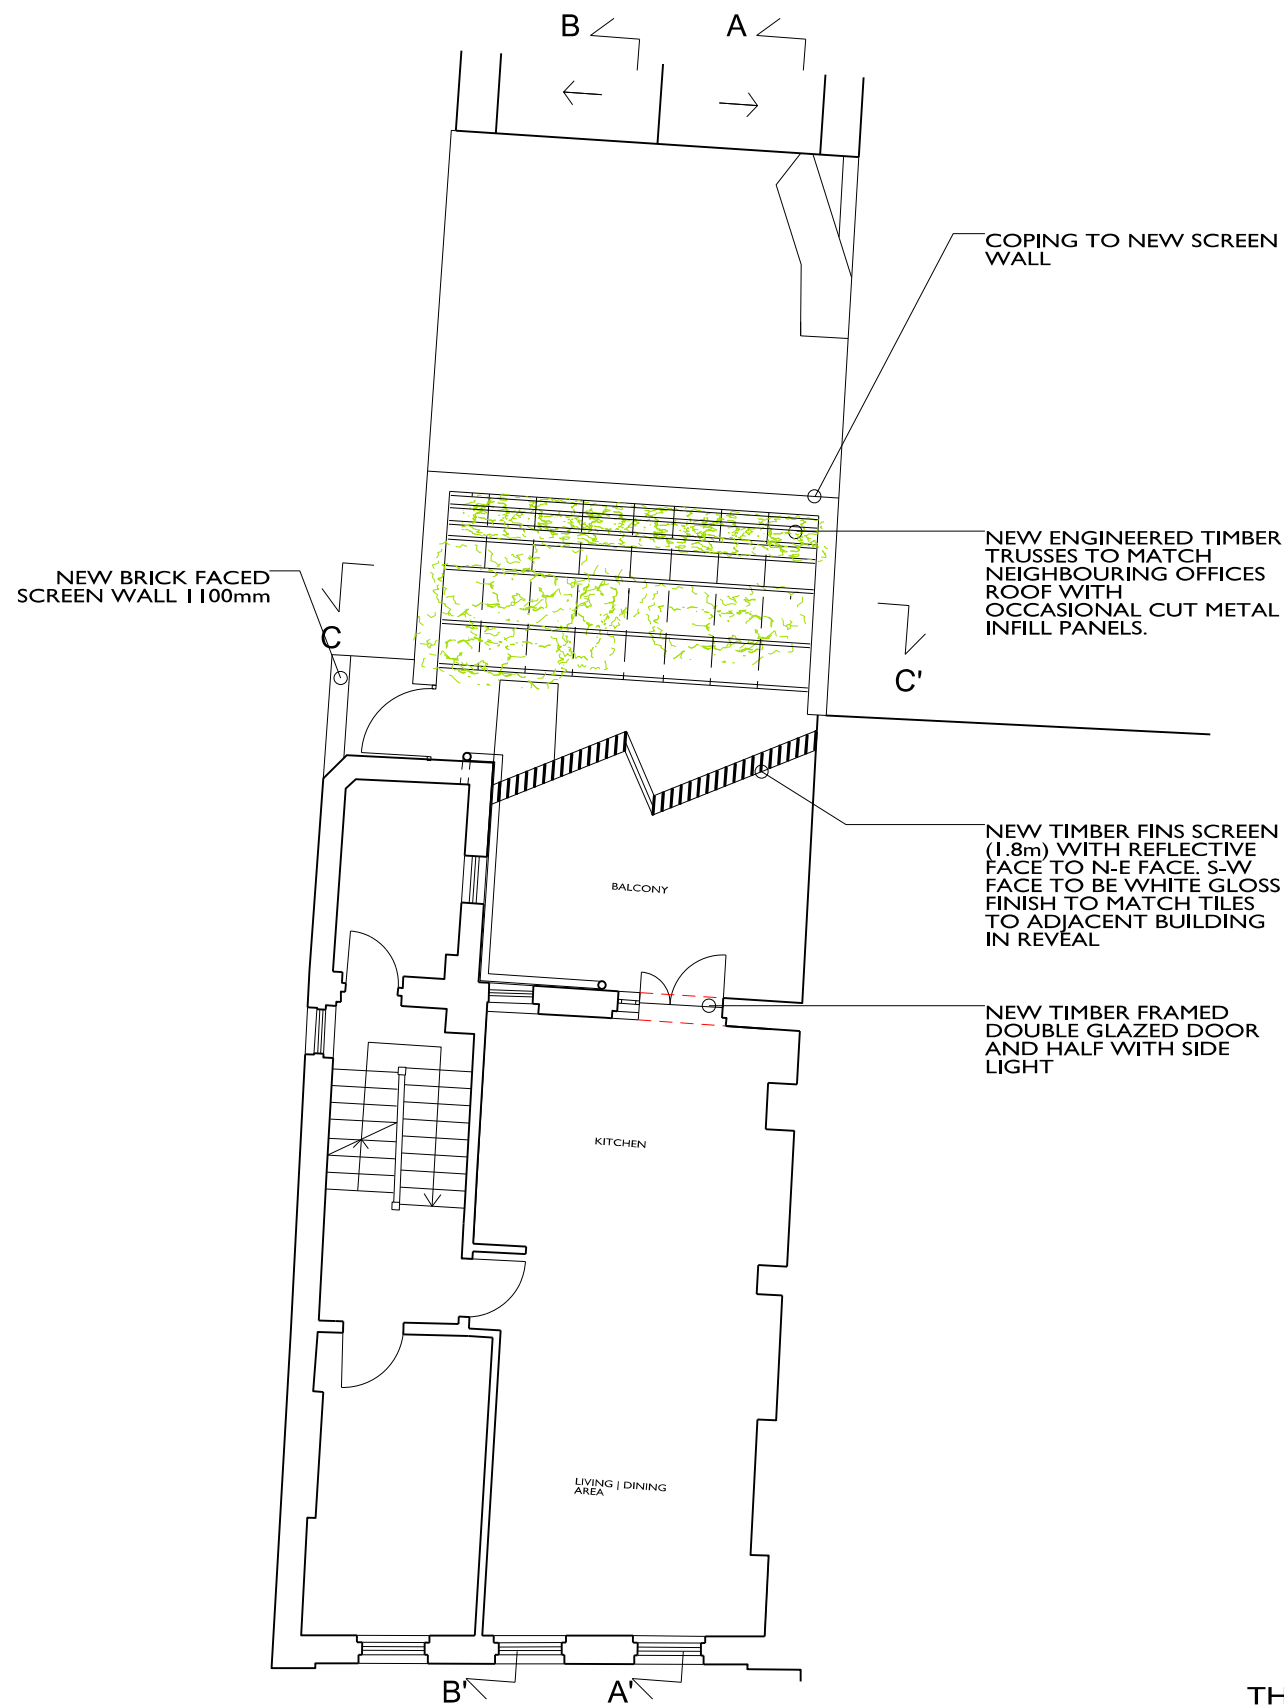 B
A
COPING TO NEW SCREEN
WALL
NEW ENGINEERED TIMBER
TRUSSES TO MATCH
NEIGHBOURING OFFICES
ROOF WITH
OCCASIONAL CUT METAL
INFILL PANELS.
NEW BRICK FACED
SCREEN WALL 1100mm
C
C'
NEW TIMBER FINS SCREEN
(1.8m) WITH REFLECTIVE
FACE TO N-E FACE. S-W
FACE TO BE WHITE GLOSS
FINISH TO MATCH TILES
TO ADJACENT BUILDING
IN REVEAL
BALCONY
NEW TIMBER FRAMED
DOUBLE GLAZED DOOR
AND HALF WITH SIDE
LIGHT
KITCHEN
LIVING | DINING
AREA
B'
A'
TH